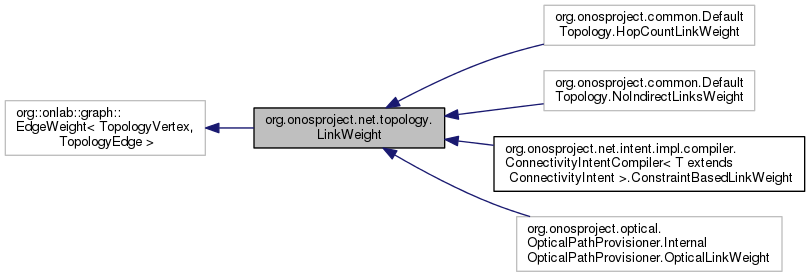 org.onosproject.common.Default
Topology.HopCountLinkWeight
org.onosproject.common.Default
Topology.NoIndirectLinksWeight
org::onlab::graph::
EdgeWeight< TopologyVertex,
TopologyEdge >
org.onosproject.net.topology.
LinkWeight
org.onosproject.net.intent.impl.compiler.
ConnectivityIntentCompiler< T extends
ConnectivityIntent >.ConstraintBasedLinkWeight
org.onosproject.optical.
OpticalPathProvisioner.Internal
OpticalPathProvisioner.OpticalLinkWeight